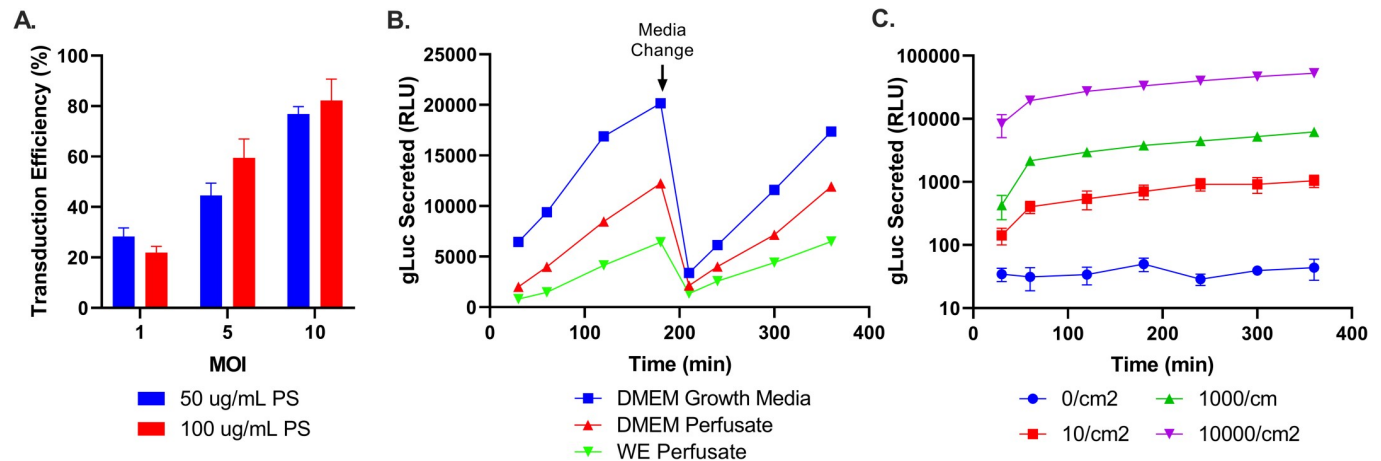 A.
Transduction Efficiency (%)
100
80
60
40
20
0
1 5 10
MOI
50 ug/mL PS
100 ug/mL PS
B.
Media
Change
gLuc Secreted (RLU)
25000
20000
15000
10000
5000
0
0 100 200 300 400
Time (min)
DMEM Growth Media
DMEM Perfusate
WE Perfusate
C.
gLuc Secreted (RLU)
100000
10000
1000
100
10
0 100 200 300 400
Time (min)
0/cm2 1000/cm
10/cm2 10000/cm2